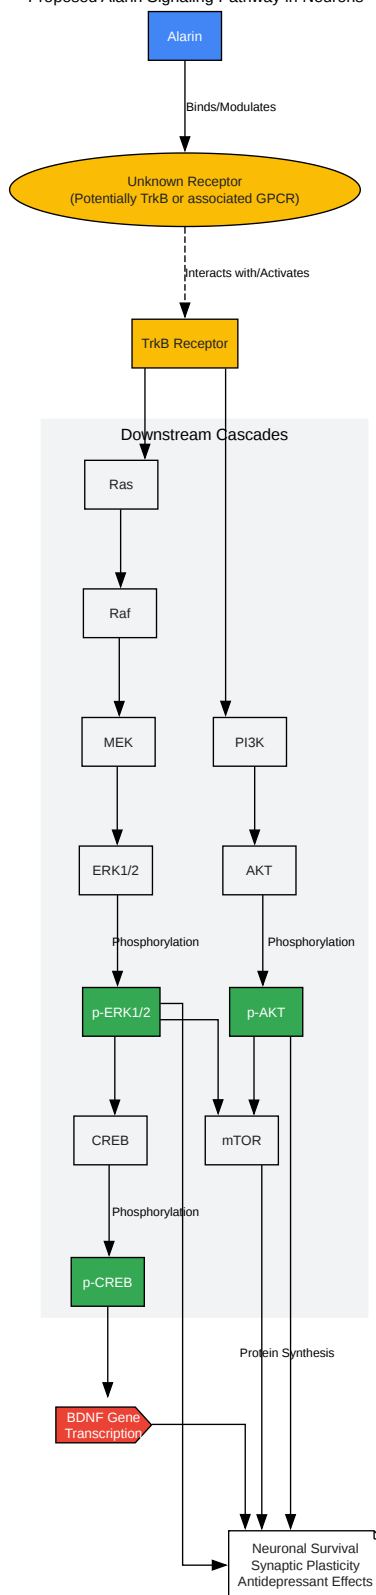 Proposed Alarin Signaling Pathway in Neurons
Alarin
Binds/Modulates
Unknown Receptor
(Potentially TrkB or associated GPCR)
Interacts with/Activates
TrkB Receptor
Downstream Cascades
Ras
Raf
MEK
PI3K
ERK1/2
AKT
Phosphorylation
Phosphorylation
p-ERK1/2
p-AKT
CREB
mTOR
Phosphorylation
p-CREB
Protein Synthesis
BDNF Gene
Transcription
Neuronal Survival
Synaptic Plasticity
Antidepressant Effects